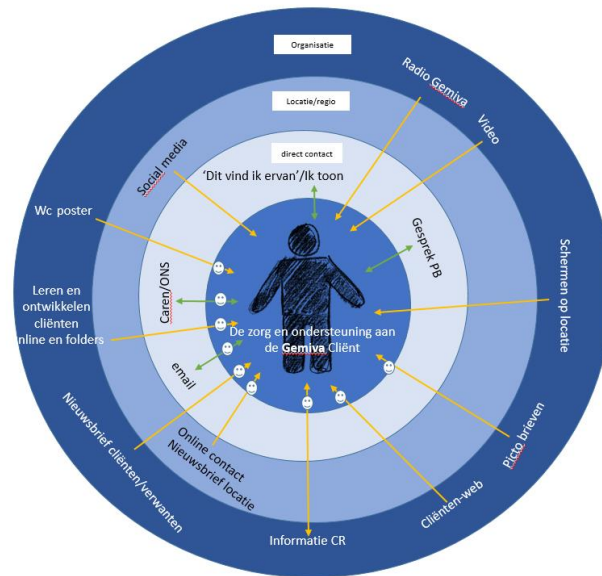 Organisatie
Locatie/regio
direct contact
'Dit vind ik ervan'/Ik toon
Radio Gemiva
Video
Social media
Gesprek PB
Wc poster
Schermen op locatie
Caren/ONS
Leren en
ontwikkelen
cliënten
nline en folders
De zorg en ondersteuning aan
de Gemiva Cliënt
email
Picto brieven
Nieuwsbrief cliënten/verwanten
Online contact
Nieuwsbrief locatie
Cliënten-web
Informatie CR